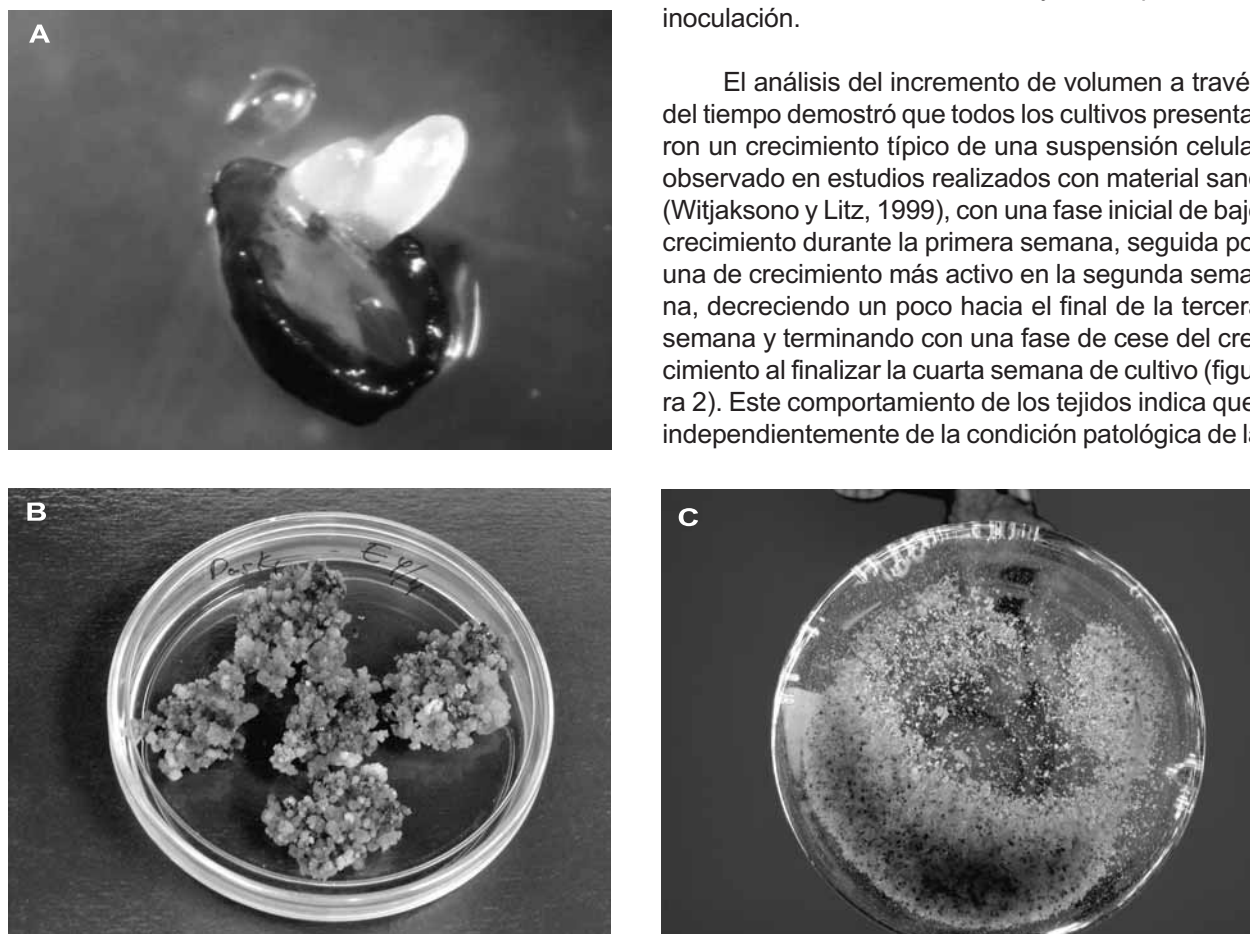 A
inoculación.
El análisis del incremento de volumen a travé
del tiempo demostró que todos los cultivos presenta
ron un crecimiento típico de una suspensión celula
observado en estudios realizados con material san
(Witjaksono y Litz, 1999), con una fase inicial de baj
crecimiento durante la primera semana, seguida po
una de crecimiento más activo en la segunda sema
na, decreciendo un poco hacia el final de la tercera
semana y terminando con una fase de cese del cre
cimiento al finalizar la cuarta semana de cultivo (figu
ra 2). Este comportamiento de los tejidos indica que
independientemente de la condición patológica de la
B
C